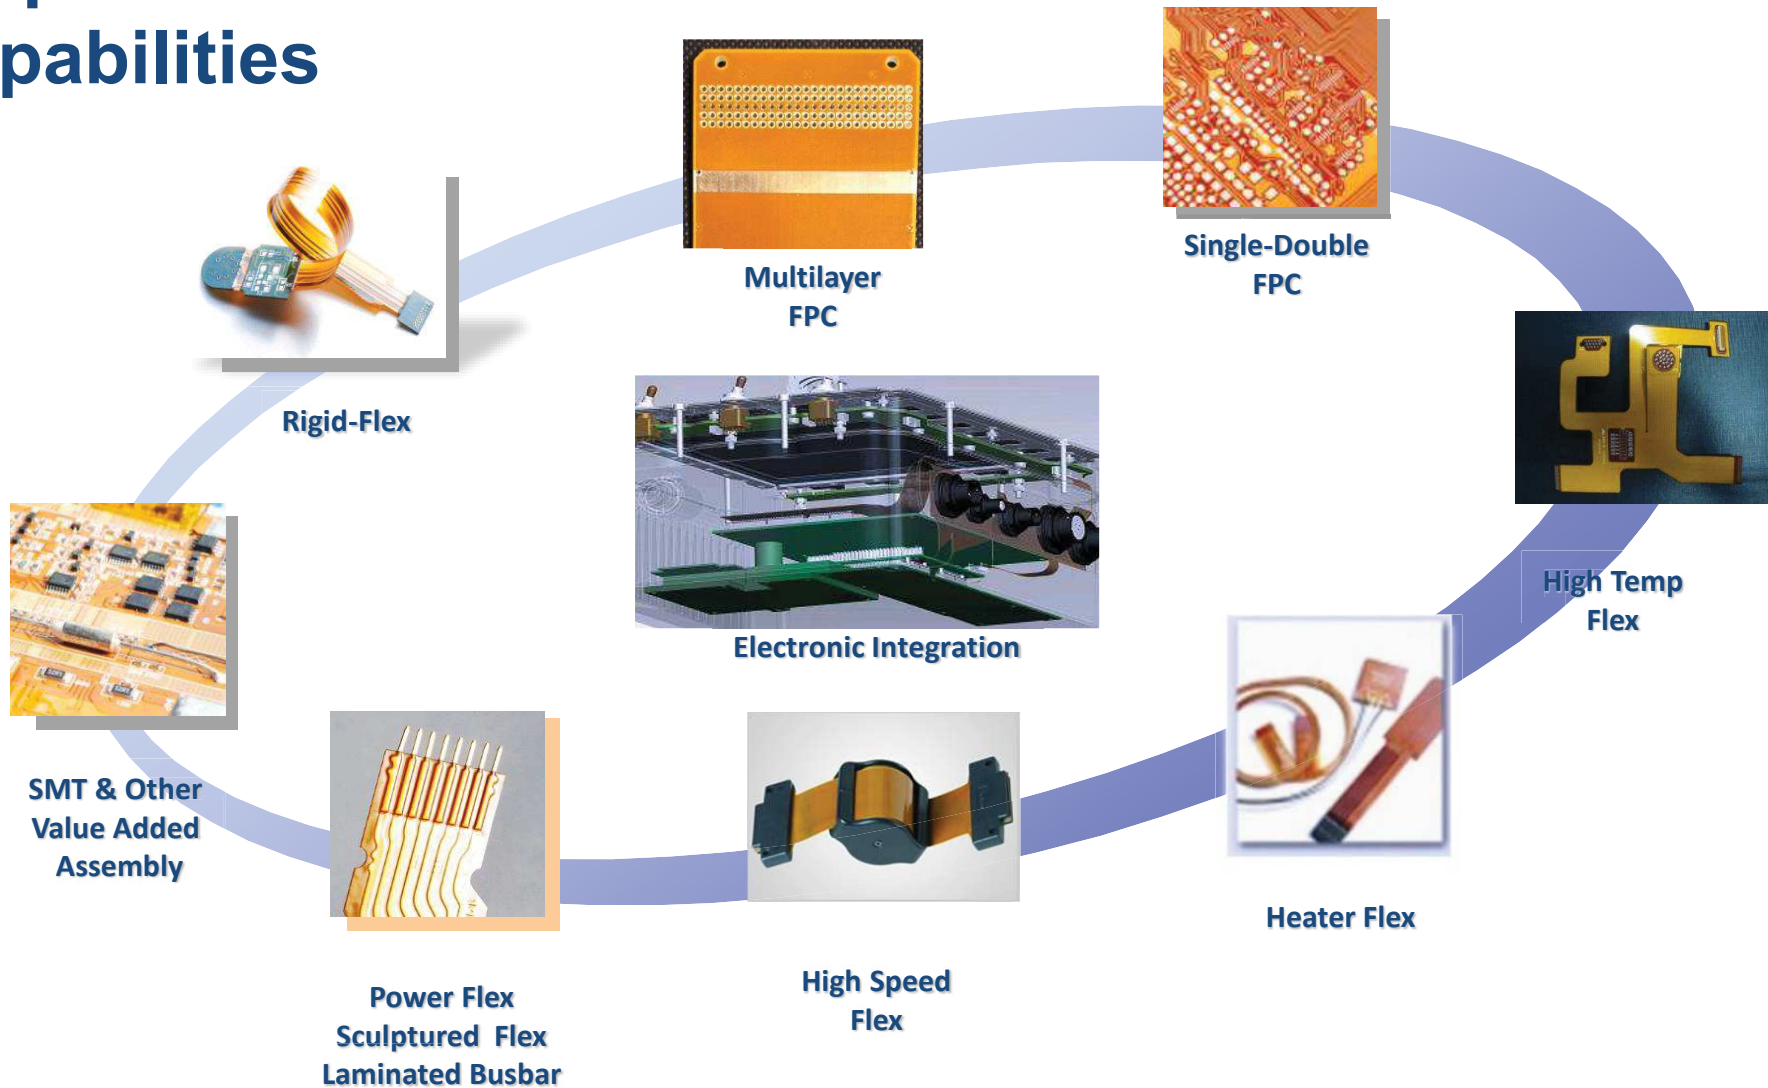 pabilities
Multilayer
FPC
Single-Double
FPC
Rigid-Flex
High Temp
Flex
Electronic Integration
SMT & Other
Value Added
Assembly
Heater Flex
High Speed
Flex
Power Flex
Sculptured Flex
Laminated Busbar